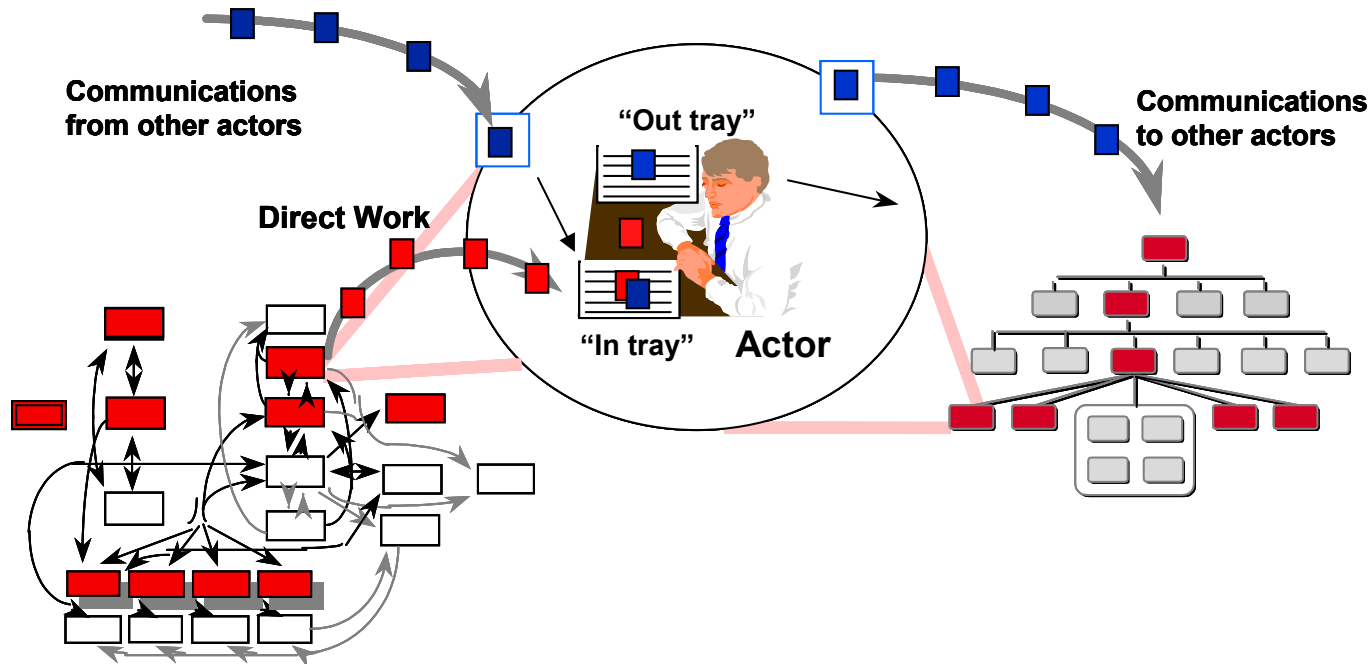 Communications
from other actors
“Out tray”
Communications
to other actors
Direct Work
“In tray”
Actor